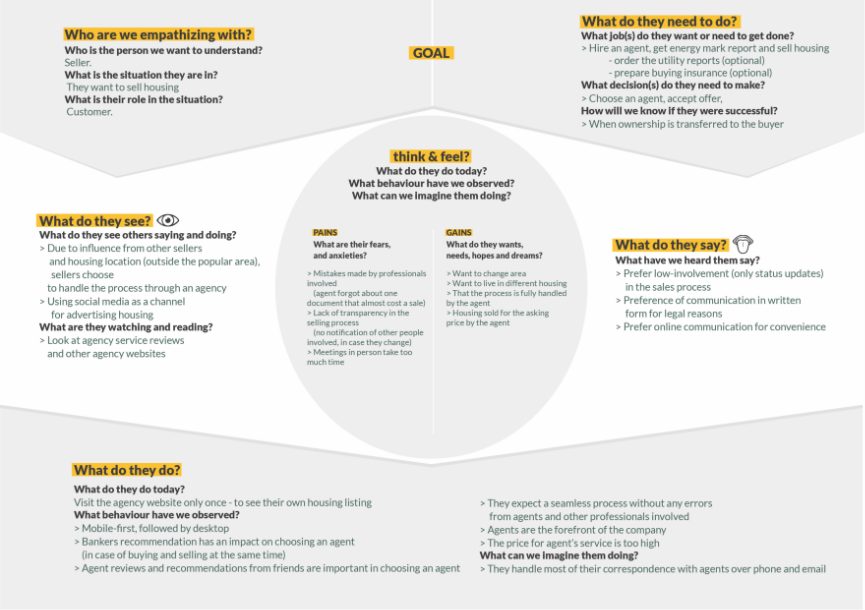 Who are we empathizing with?
Who is the person we want to understand?
Seller.
What is the situation they are in?
They want to sell housing
What is their role in the situation?
Customer.
GOAL
What do they need to do?
What job(s) do they want or need to get done?
> Hire an agent, get energy mark report and sell housing
- order the utility reports (optional)
- prepare buying insurance (optional)
What decision(s) do they need to make?
> Choose an agent, accept offer,
How will we know if they were successful?
> When ownership is transferred to the buyer
think & feel?
What do they do today?
What behaviour have we observed?
What can we imagine them doing?
PAINS
What are their fears,
and anxieties?
> Mistakes made by professionals
involved
(agent forgot about one
document that almost cost a sale)
> Lack of transparency in the
selling process
(no notification of other people
involved, in case they change)
> Meetings in person take too
much time
GAINS
What do they wants,
needs, hopes and dreams?
> Want to change area
> Want to live in different housing
> That the process is fully handled
by the agent
> Housing sold for the asking
price by the agent
What do they see?
What do they see others saying and doing?
> Due to influence from other sellers
and housing location (outside the popular area),
sellers choose
to handle the process through an agency
> Using social media as a channel
for advertising housing
What are they watching and reading?
> Look at agency service reviews
and other agency websites
What do they say?
What have we heard them say?
> Prefer low-involvement (only status updates)
in the sales process
> Preference of communication in written
form for legal reasons
> Prefer online communication for convenience
What do they do?
What do they do today?
Visit the agency website only once - to see their own housing listing
What behaviour have we observed?
> Mobile-first, followed by desktop
> Bankers recommendation has an impact on choosing an agent
(in case of buying and selling at the same time)
> Agent reviews and recommendations from friends are important in choosing an agent
> They expect a seamless process without any errors
from agents and other professionals involved
> Agents are the forefront of the company
> The price for agent's service is too high
What can we imagine them doing?
> They handle most of their correspondence with agents over phone and email